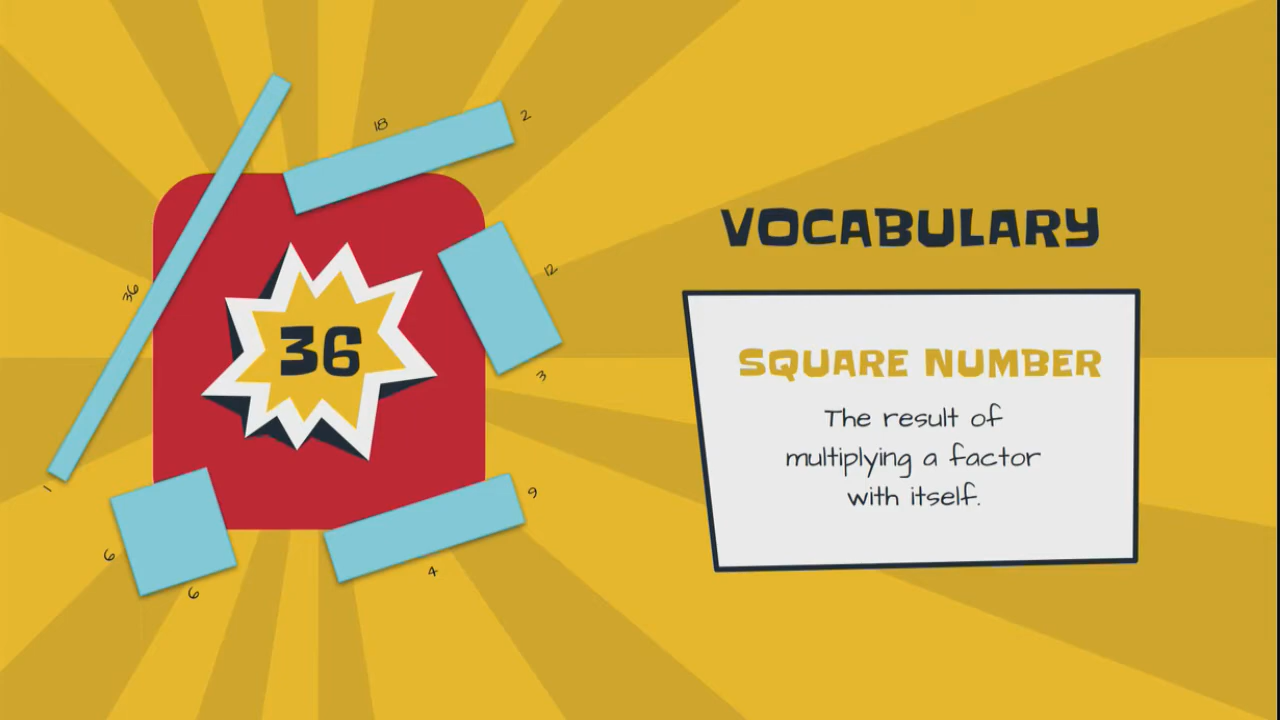 18
2
36
12
3
36
1
6
6
9
4
VOCABULARY
SQUARE NUMBER
The result of
multiplying a factor
with itself.